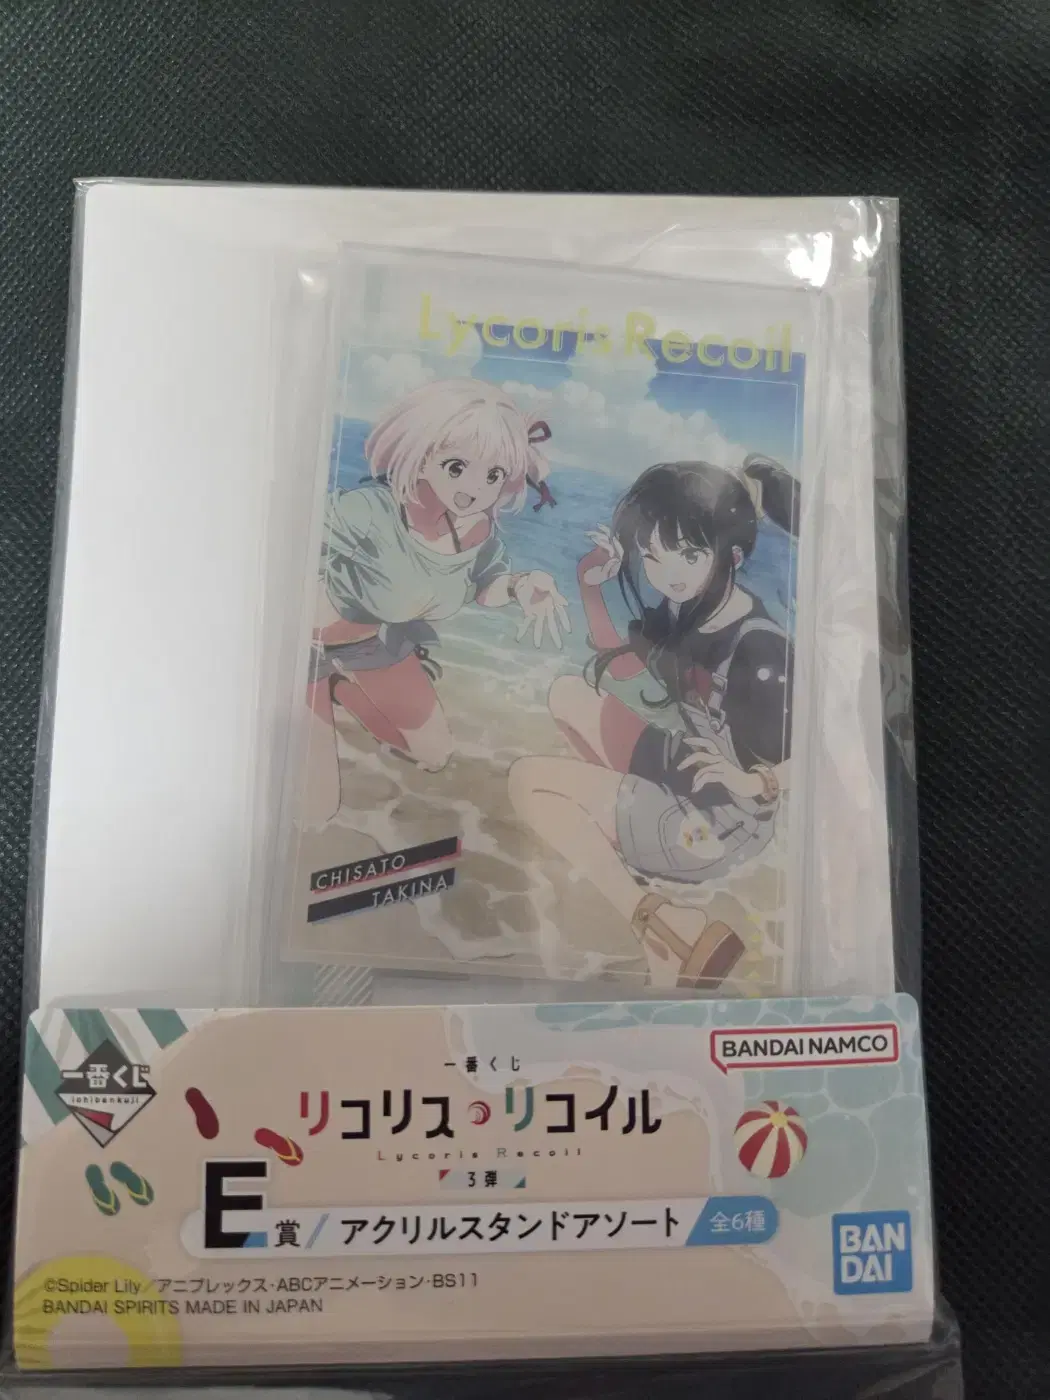 Lycoris Recoil
CHISATO
TAKINA
一番くじ
ichibankuji
BANDAI NAMCO
一番くじ
リコリス・リコイル
Lycoris Recoil
3弾
E賞/アクリルスタンドアソート 全6種
BAN
DAI
©Spider Lily/アニプレックス・ABCアニメーション・BS11
BANDAI SPIRITS MADE IN JAPAN